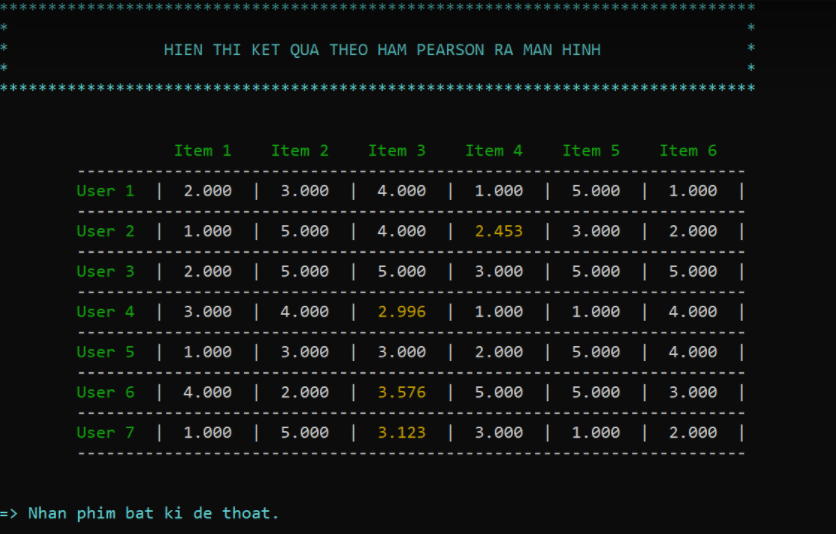 ******************************************************************************
* *
* HIEN THI KET QUA THEO HAM PEARSON RA MAN HINH *
* *
******************************************************************************
Item 1 Item 2 Item 3 Item 4 Item 5 Item 6
---------------------------------------------------------------------
User 1 | 2.000 | 3.000 | 4.000 | 1.000 | 5.000 | 1.000 |
---------------------------------------------------------------------
User 2 | 1.000 | 5.000 | 4.000 | 2.453 | 3.000 | 2.000 |
---------------------------------------------------------------------
User 3 | 2.000 | 5.000 | 5.000 | 3.000 | 5.000 | 5.000 |
---------------------------------------------------------------------
User 4 | 3.000 | 4.000 | 2.996 | 1.000 | 1.000 | 4.000 |
---------------------------------------------------------------------
User 5 | 1.000 | 3.000 | 3.000 | 2.000 | 5.000 | 4.000 |
---------------------------------------------------------------------
User 6 | 4.000 | 2.000 | 3.576 | 5.000 | 5.000 | 3.000 |
---------------------------------------------------------------------
User 7 | 1.000 | 5.000 | 3.123 | 3.000 | 1.000 | 2.000 |
---------------------------------------------------------------------
=> Nhan phim bat ki de thoat.